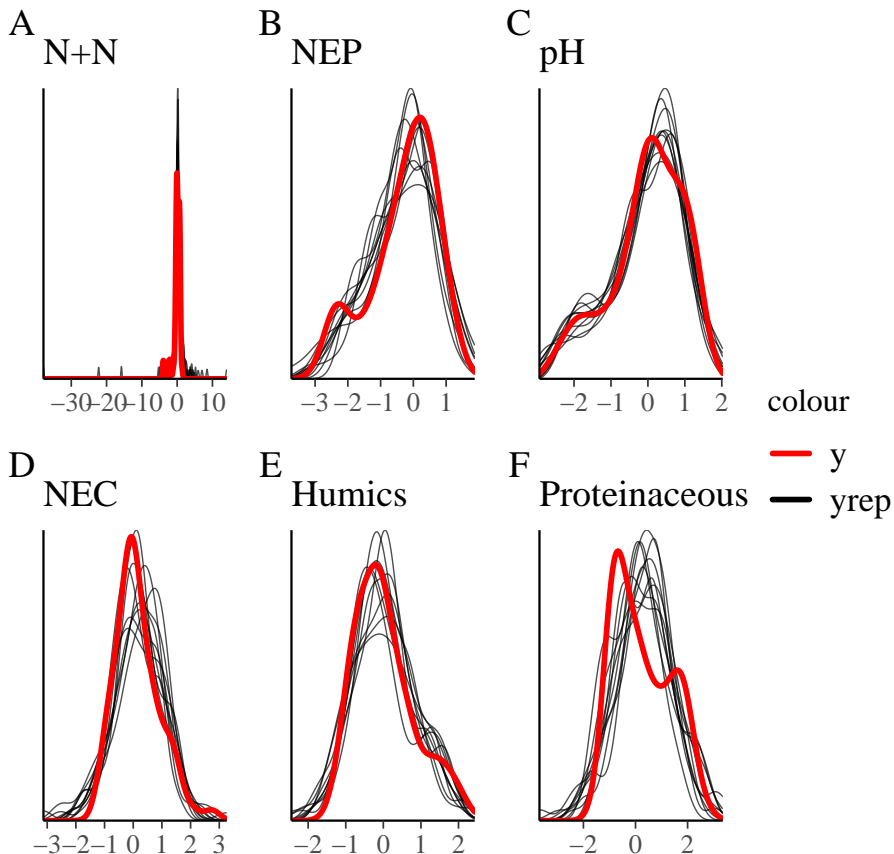 A
N+N
−30 −20 −10 0 10
B
NEP
−3 −2 −1 0 1
C
pH
−2 −1 0 1 2
colour
y
yrep
D
NEC
−3 −2 −1 0 1 2 3
E
Humics
−2 −1 0 1 2
F
Proteinaceous
−2 0 2